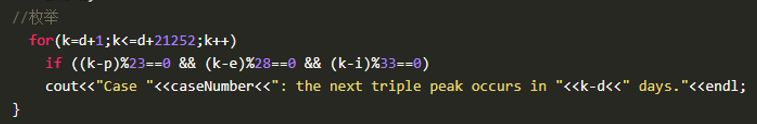 //枚举
for(k=d+1;k<=d+21252;k++)
if ((k-p)%23==0 && (k-e)%28==0 && (k-i)%33==0)
cout<<"Case "<<caseNumber<<": the next triple peak occurs in "<<k-d<<" days."<<endl;
}